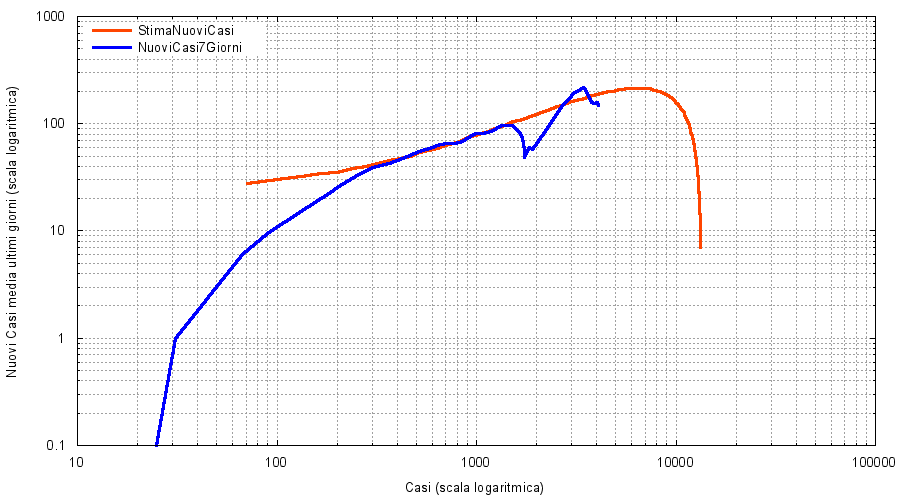 1000
StimaNuoviCasi
NuoviCasi7Giorni
100
10
1
0.1
10 100 1000 10000 100000
Nuovi Casi media ultimi giorni (scala logaritmica)
Casi (scala logaritmica)